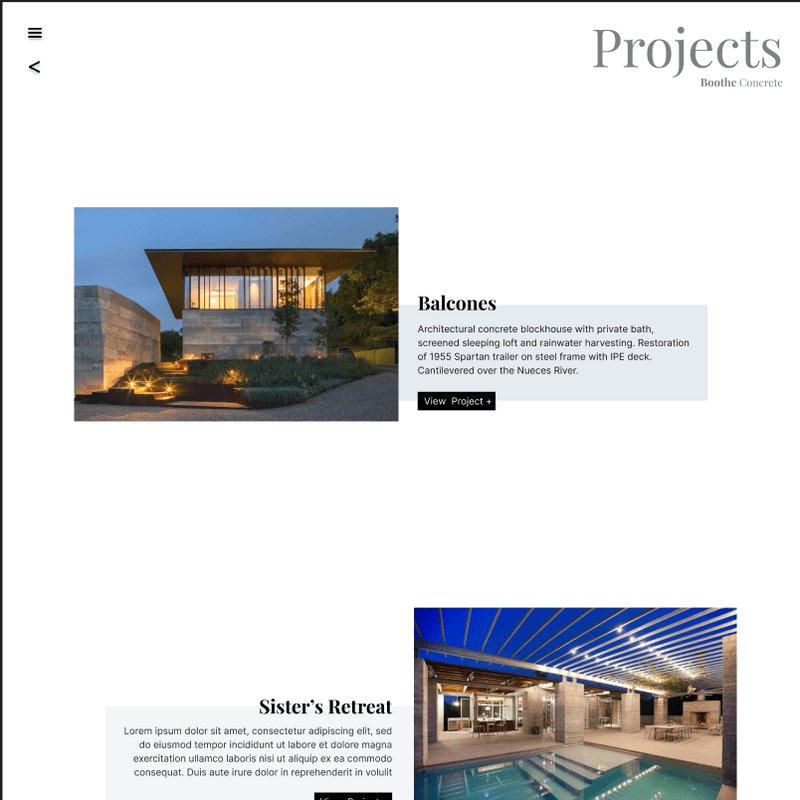 Projects
Boothe Concrete
Balcones
Architectural concrete blockhouse with private bath,
screened sleeping loft and rainwater harvesting. Restoration
of 1955 Spartan trailer on steel frame with IPE deck.
Cantilevered over the Nueces River.
View Project +
Sister’s Retreat
Lorem ipsum dolor sit amet, consectetur adipiscing elit, sed
do eiusmod tempor incididunt ut labore et dolore magna
exercitation ullamco laboris nisi ut aliquip ex ea commodo
consequat. Duis aute irure dolor in reprehenderit in volulit